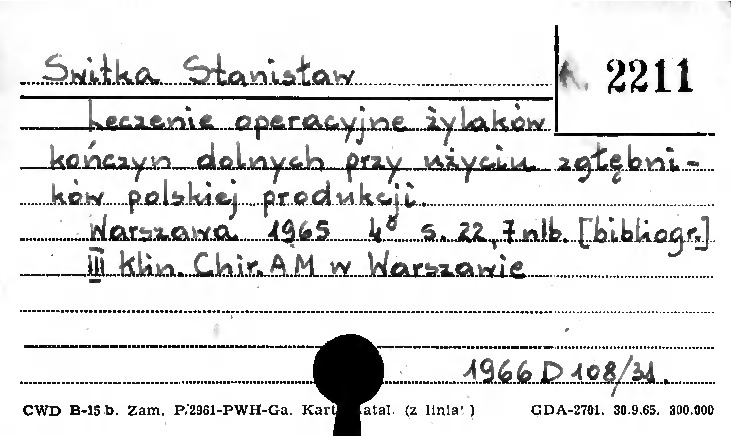 Switka Stanisław
R. 2211
Leczenie operacyjne żylaków
kończyn dolnych przy użyciu zgłębni-
ków polskiej produkcji.
Warszawa 1965 4° s. 22, 7 nlb. [bibliogr.]
III Klin. Chir. AM w Warszawie
1966 D 108/31.
CWD B-15 b. Zam. P/2961-PWH-Ga. Kart. katal. (z linia) GDA-2701. 30.9.65. 300.000